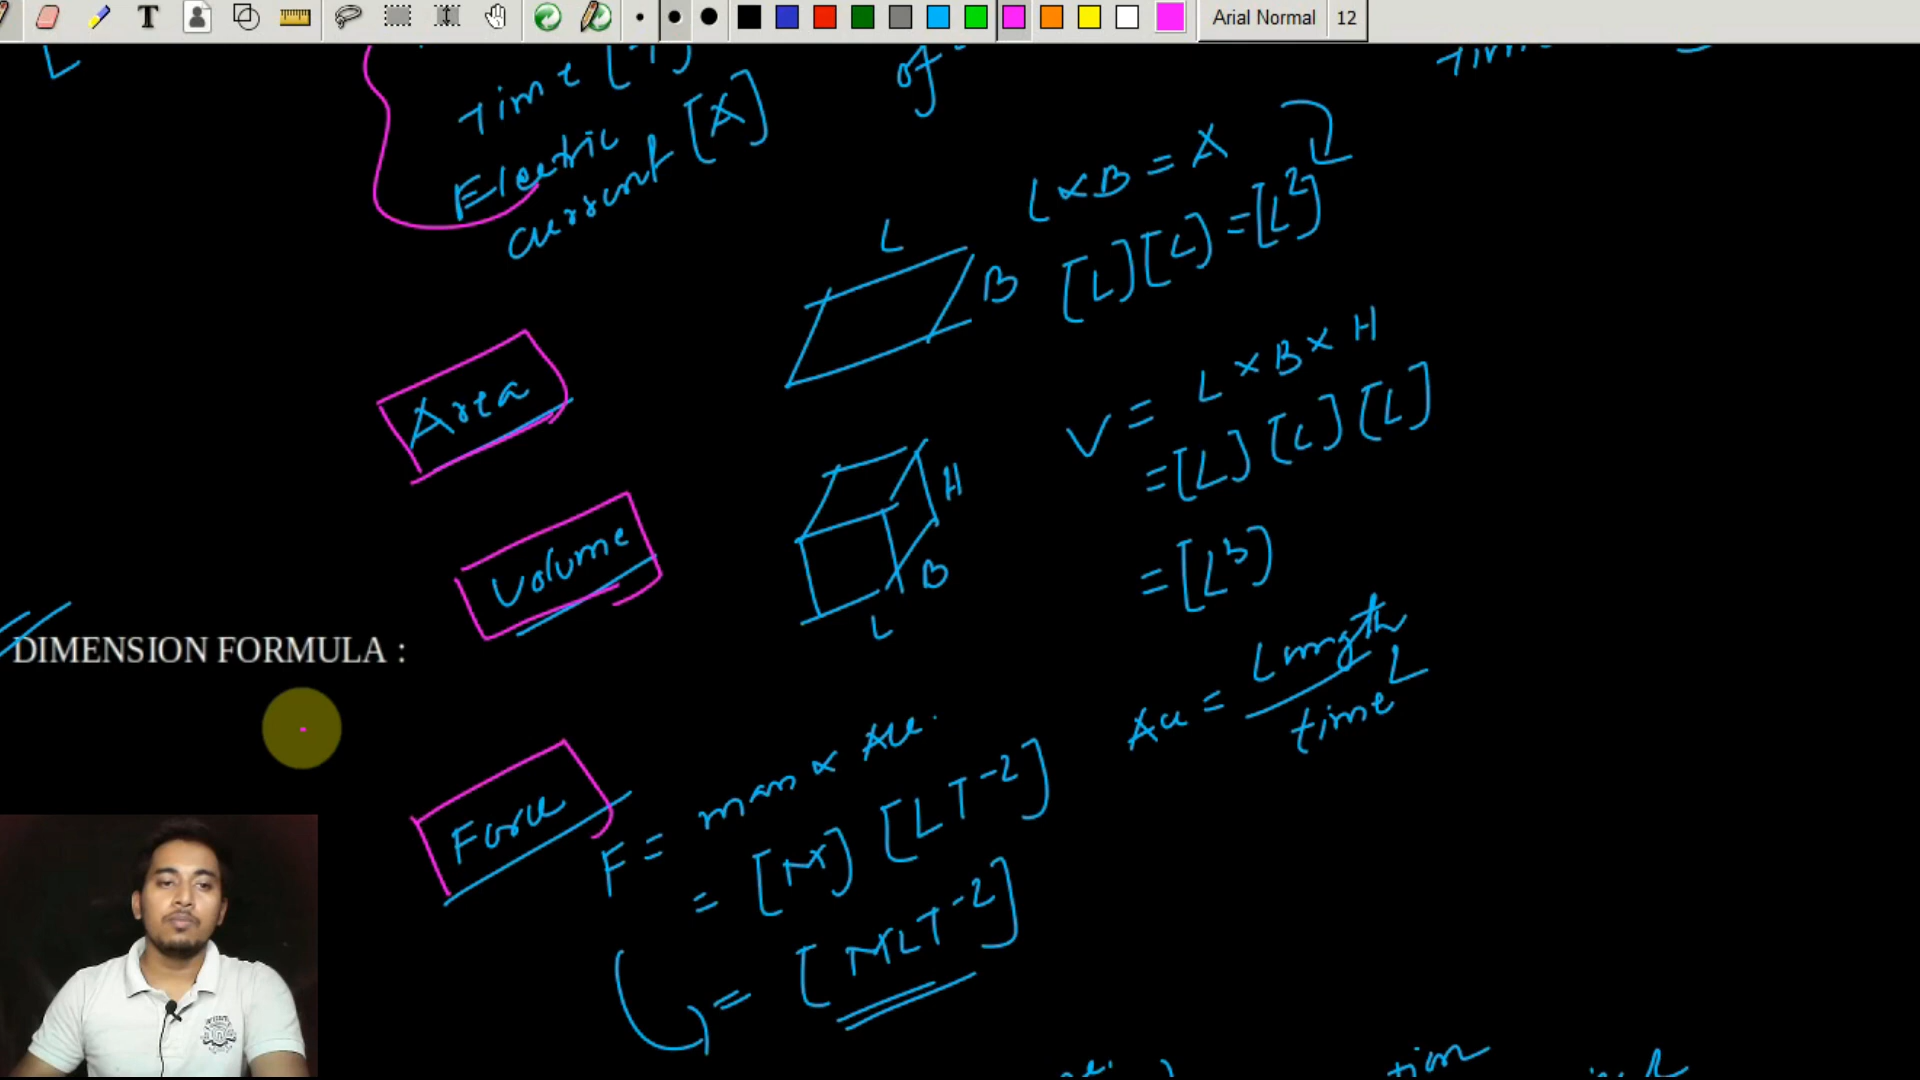 Arial Normal 12
Time [T]
of
Electric
current [A]
L × B = A
[L] [L] = [L²]
L
B
Area
V = L × B × H
= [L] [L] [L]
= [L³]
Volume
H
B
L
DIMENSION FORMULA :
Acc = Length
time²
Force
F = mass × Acc.
= [M] [LT⁻²]
= [MLT⁻²]